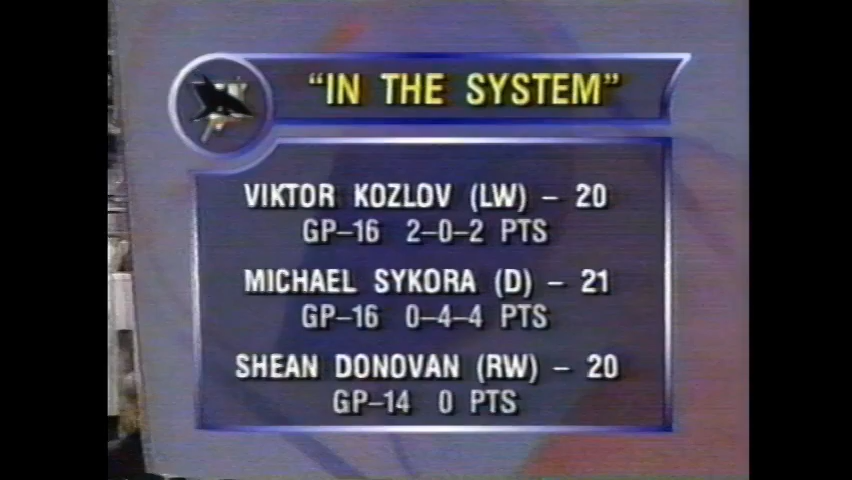 “IN THE SYSTEM”
VIKTOR KOZLOV (LW) – 20
GP–16 2–0–2 PTS
MICHAEL SYKORA (D) – 21
GP–16 0–4–4 PTS
SHEAN DONOVAN (RW) – 20
GP–14 0 PTS